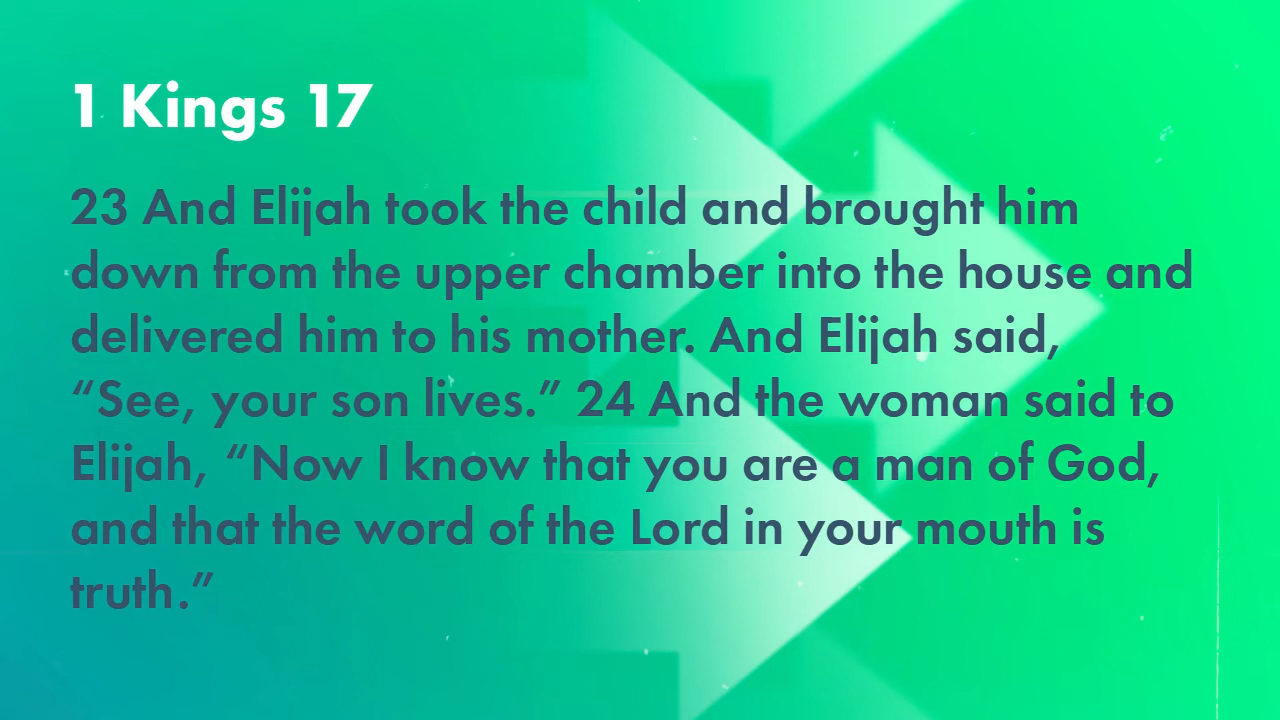 1 Kings 17
23 And Elijah took the child and brought him
down from the upper chamber into the house and
delivered him to his mother. And Elijah said,
“See, your son lives.” 24 And the woman said to
Elijah, “Now I know that you are a man of God,
and that the word of the Lord in your mouth is
truth.”